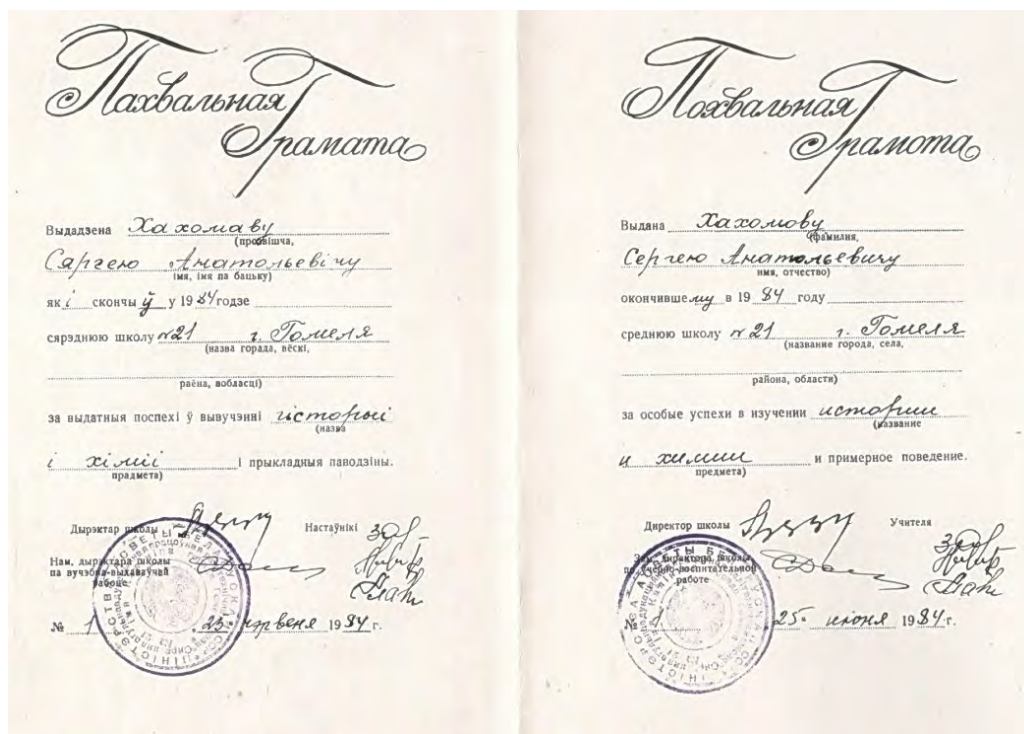 Пахвальная
Грамата
Выдадзена Хахомаву
(прозвішча,
Сяргею Анатольевічу
імя, імя па бацьку)
які скончыў у 1984 годзе
сярэднюю школу №21 г. Гомеля
(назва горада, вёскі,
раёна, вобласці)
за выдатныя поспехі ў вывучэнні гісторыі
(назва
і хіміі і прыкладныя паводзіны.
прадмета)
Дырэктар школы Настаўнікі
Нам. дырэктара школы
па вучэбна-выхаваўчай
рабоце
№ 1 25 чэрвеня 1984 г.
Похвальная
Грамота
Выдана Хахомову
(фамилия,
Сергею Анатольевичу
имя, отчество)
окончившему в 1984 году
среднюю школу №21 г. Гомеля
(название города, села,
района, области)
за особые успехи в изучении истории
(название
и химии и примерное поведение.
предмета)
Директор школы Учителя
Зам. директора школы
по учебно-воспитательной
работе
№ 25 июня 1984 г.